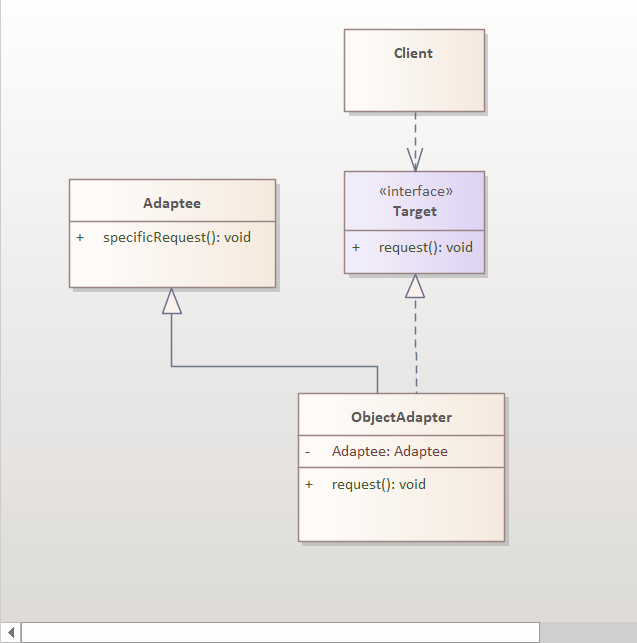 Client
«interface»
Target
+ request(): void
Adaptee
+ specificRequest(): void
ObjectAdapter
- Adaptee: Adaptee
+ request(): void